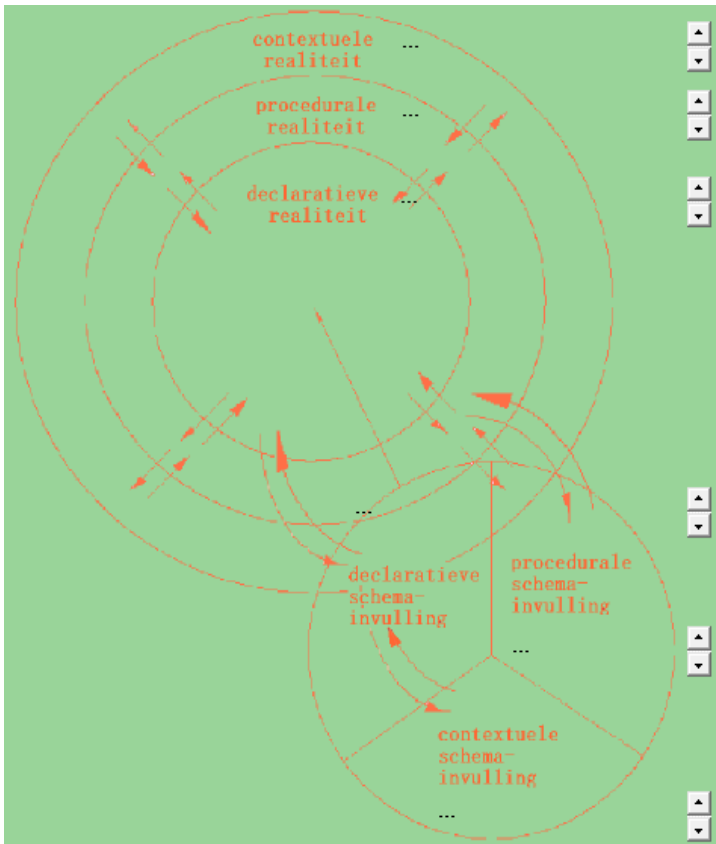 contextuele ...
realiteit
procedurale ...
realiteit
declaratieve ...
realiteit
...
declaratieve
schema-
invulling
procedurale
schema-
invulling
...
contextuele
schema-
invulling
...